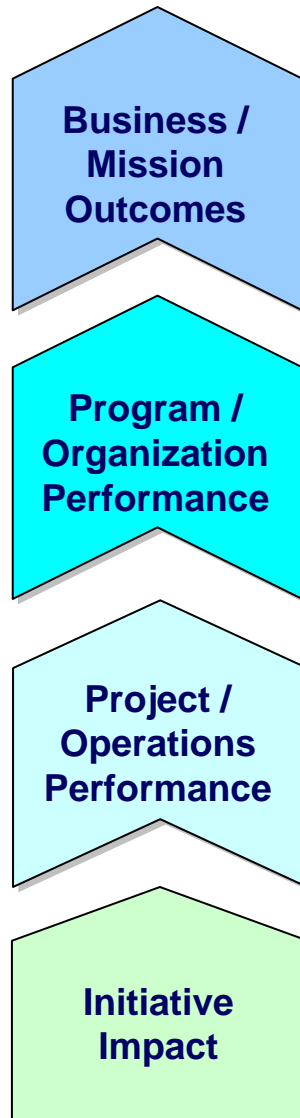 Business /
Mission
Outcomes
Program /
Organization
Performance
Project /
Operations
Performance
Initiative
Impact